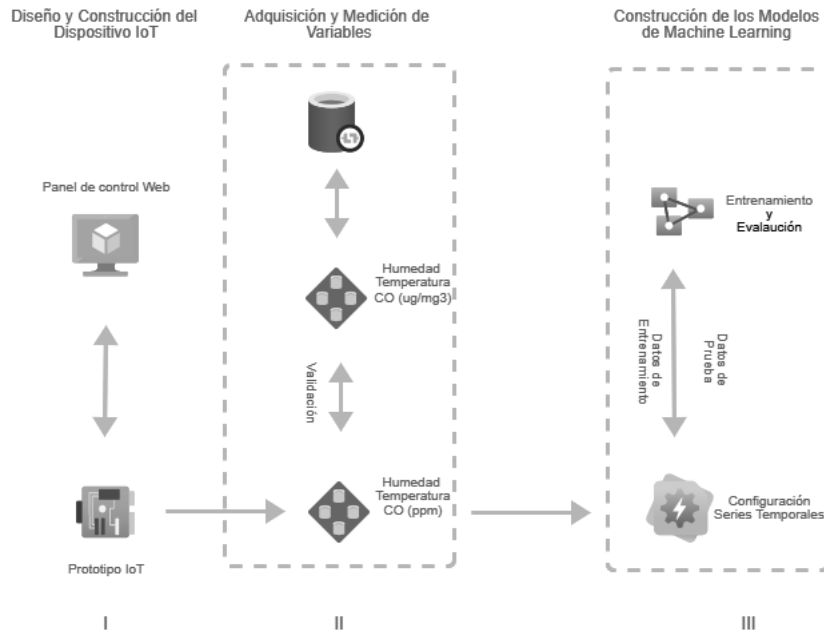 Diseño y Construcción del
Dispositivo IoT
Adquisición y Medición de
Variables
Construcción de los Modelos
de Machine Learning
Panel de control Web
Prototipo IoT
Humedad
Temperatura
CO (ug/mg3)
Validación
Humedad
Temperatura
CO (ppm)
Entrenamiento
y
Evalaución
Datos de
Entrenamiento
Datos de
Prueba
Configuración
Series Temporales
I
II
III